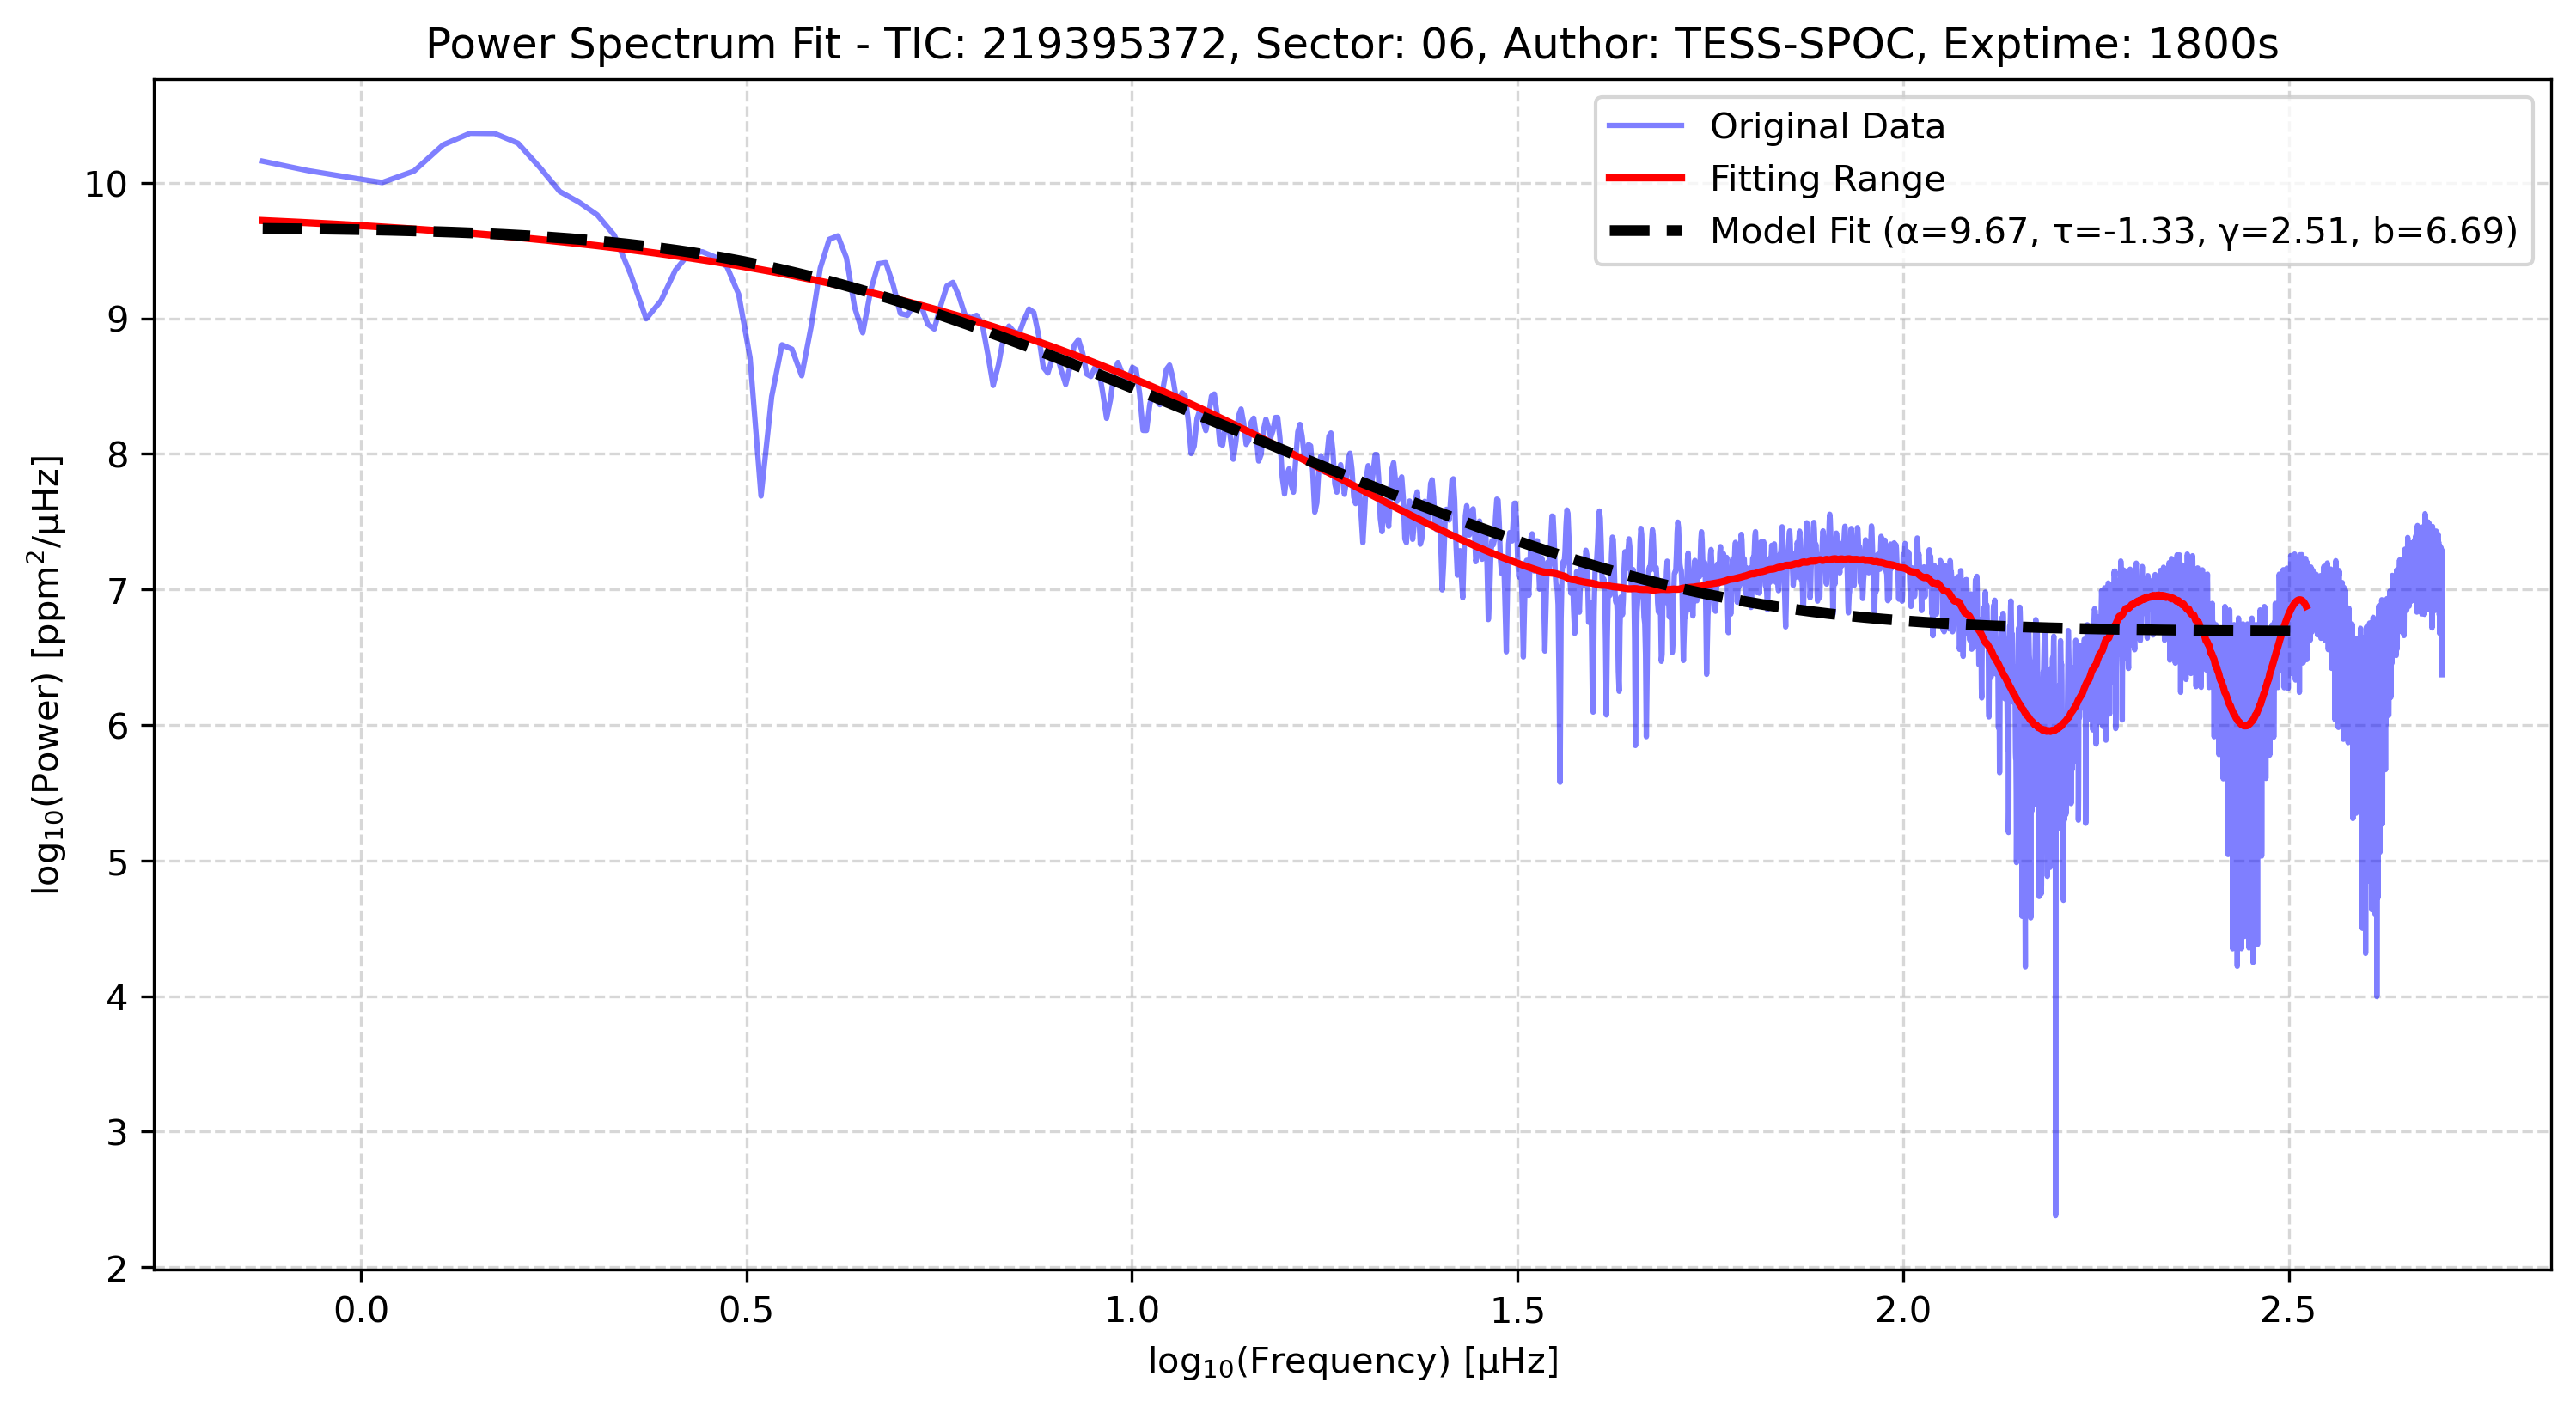 Power Spectrum Fit - TIC: 219395372, Sector: 06, Author: TESS-SPOC, Exptime: 1800s
Original Data
Fitting Range
Model Fit (α=9.67, τ=-1.33, γ=2.51, b=6.69)
log₁₀(Power) [ppm²/μHz]
10
9
8
7
6
5
4
3
2
0.0 0.5 1.0 1.5 2.0 2.5
log₁₀(Frequency) [μHz]